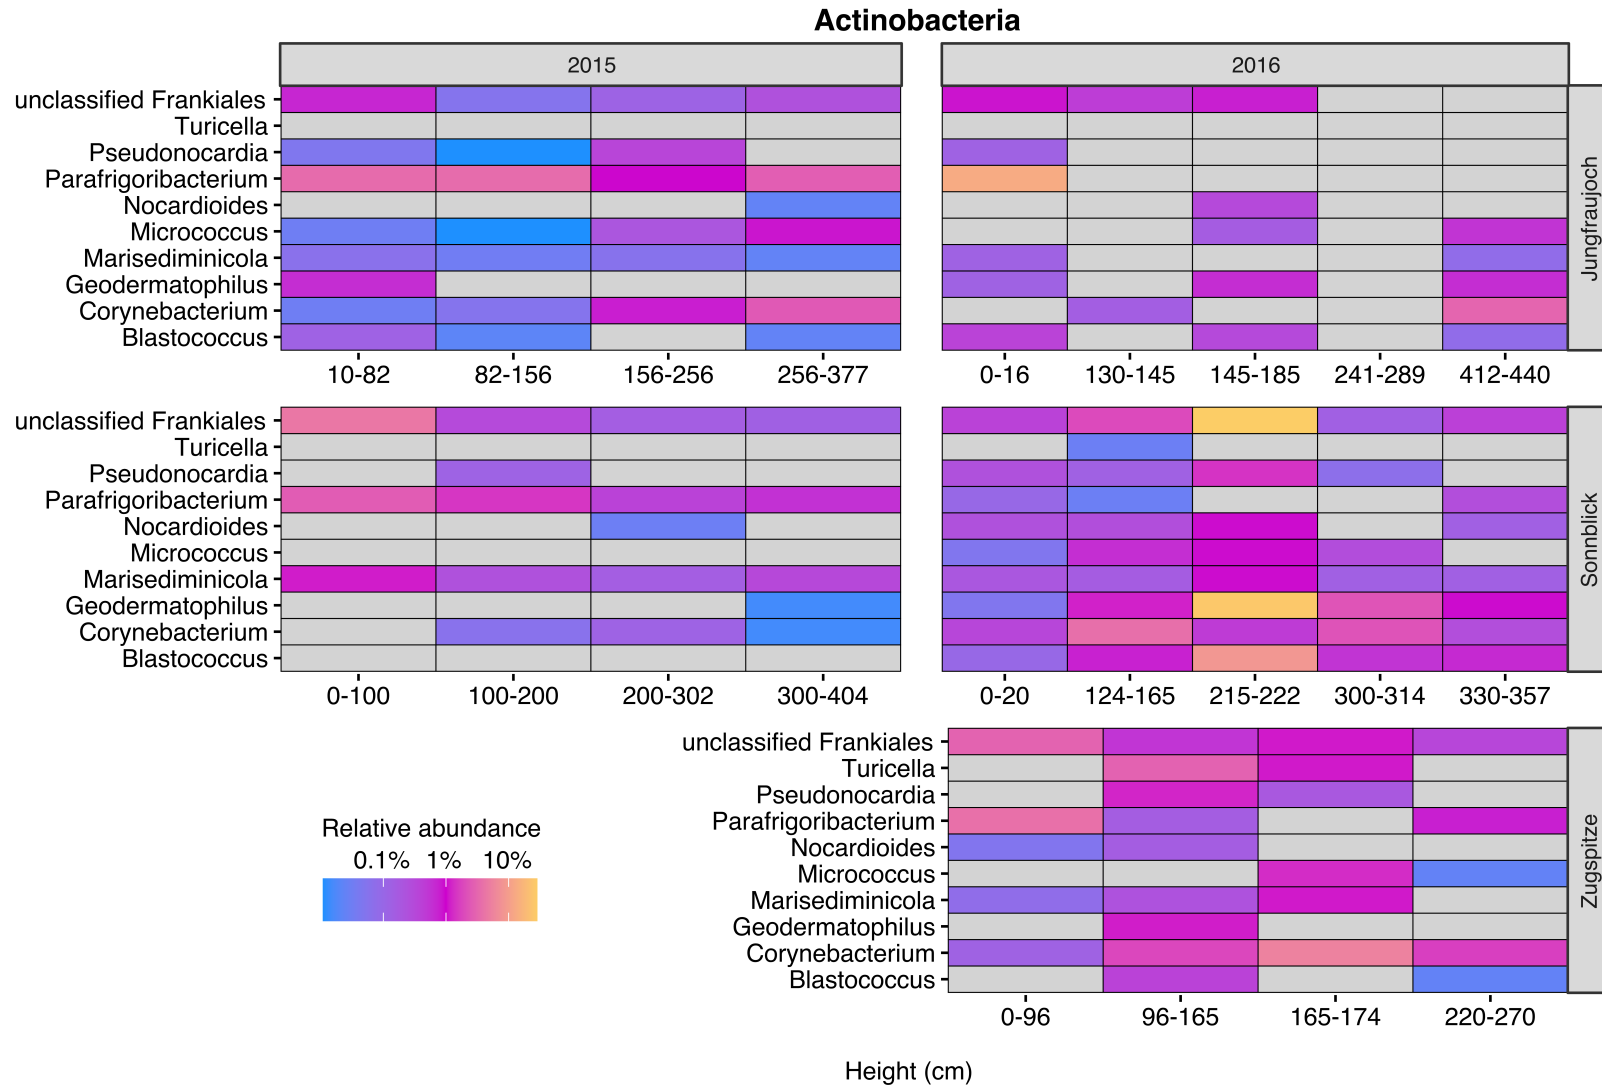 Actinobacteria
2015
2016
unclassified Frankiales
Turicella
Pseudonocardia
Parafrigoribacterium
Nocardioides
Micrococcus
Marisediminicola
Geodermatophilus
Corynebacterium
Blastococcus
Jungfraujoch
10-82 82-156 156-256 256-377
0-16 130-145 145-185 241-289 412-440
unclassified Frankiales
Turicella
Pseudonocardia
Parafrigoribacterium
Nocardioides
Micrococcus
Marisediminicola
Geodermatophilus
Corynebacterium
Blastococcus
Sonnblick
0-100 100-200 200-302 300-404
0-20 124-165 215-222 300-314 330-357
unclassified Frankiales
Turicella
Pseudonocardia
Parafrigoribacterium
Nocardioides
Micrococcus
Marisediminicola
Geodermatophilus
Corynebacterium
Blastococcus
Zugspitze
0-96 96-165 165-174 220-270
Relative abundance
0.1% 1% 10%
Height (cm)